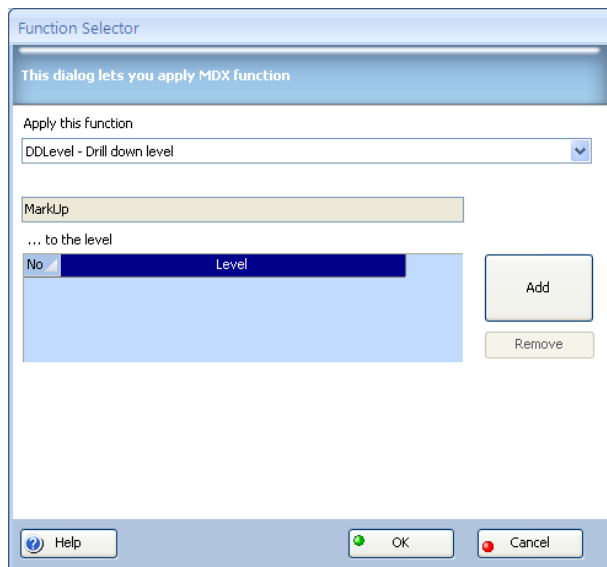 Function Selector
This dialog lets you apply MDX function
Apply this function
DDLevel - Drill down level
MarkUp
... to the level
No Level
Add
Remove
Help OK Cancel